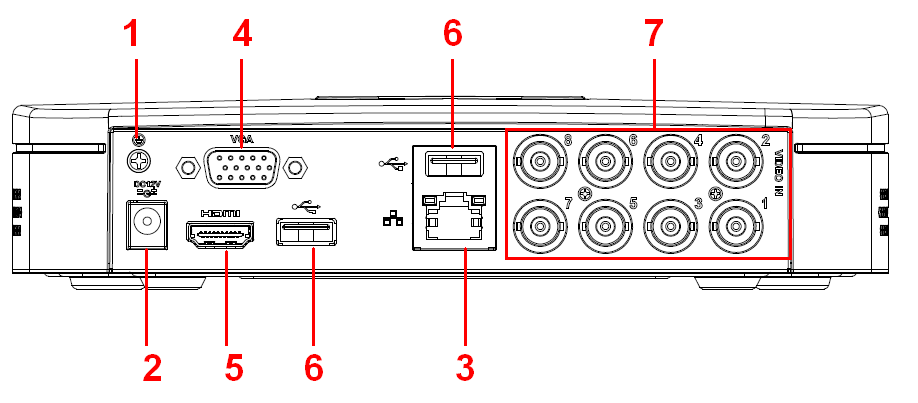 1 4 6 7
VGA
8 6 4 2
DC12V
VIDEO IN
HDMI
7 5 3 1
2 5 6 3